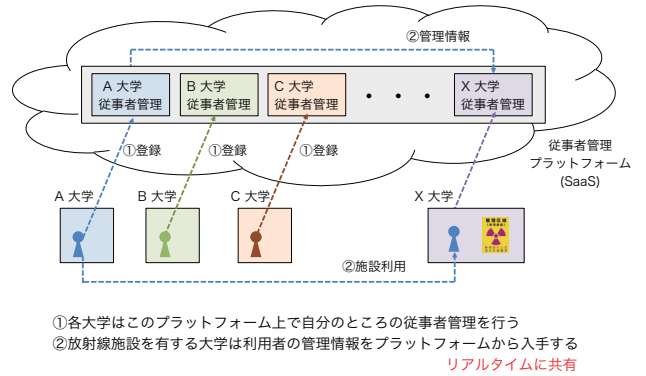 ②管理情報
A 大学
従事者管理
B 大学
従事者管理
C 大学
従事者管理
・ ・ ・
X 大学
従事者管理
①登録
①登録
①登録
従事者管理
プラットフォーム
(SaaS)
A 大学
B 大学
C 大学
X 大学
管理区域
②施設利用
①各大学はこのプラットフォーム上で自分のところの従事者管理を行う
②放射線施設を有する大学は利用者の管理情報をプラットフォームから入手する
リアルタイムに共有